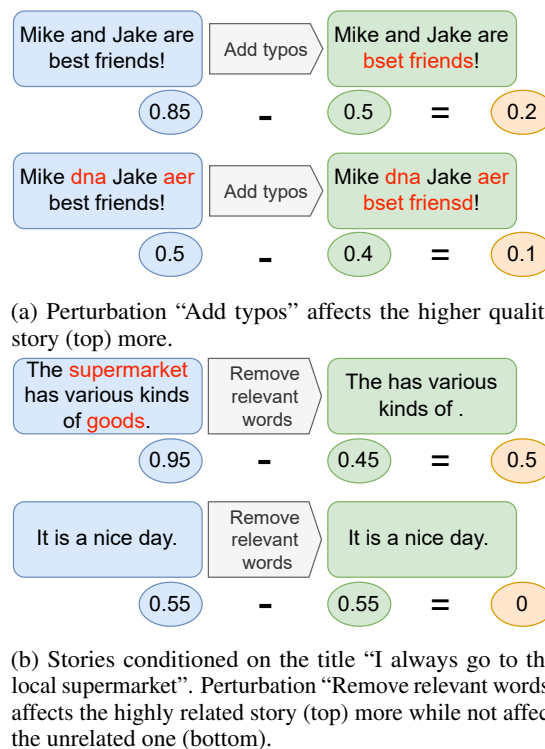 Mike and Jake are
best friends!
Add typos
Mike and Jake are
bset friends!
0.85 - 0.5 = 0.2
Mike dna Jake aer
best friends!
Add typos
Mike dna Jake aer
bset friensd!
0.5 - 0.4 = 0.1
(a) Perturbation “Add typos” affects the higher qualit
story (top) more.
The supermarket
has various kinds
of goods.
Remove
relevant
words
The has various
kinds of .
0.95 - 0.45 = 0.5
It is a nice day.
Remove
relevant
words
It is a nice day.
0.55 - 0.55 = 0
(b) Stories conditioned on the title “I always go to th
local supermarket”. Perturbation “Remove relevant words
affects the highly related story (top) more while not affec
the unrelated one (bottom).